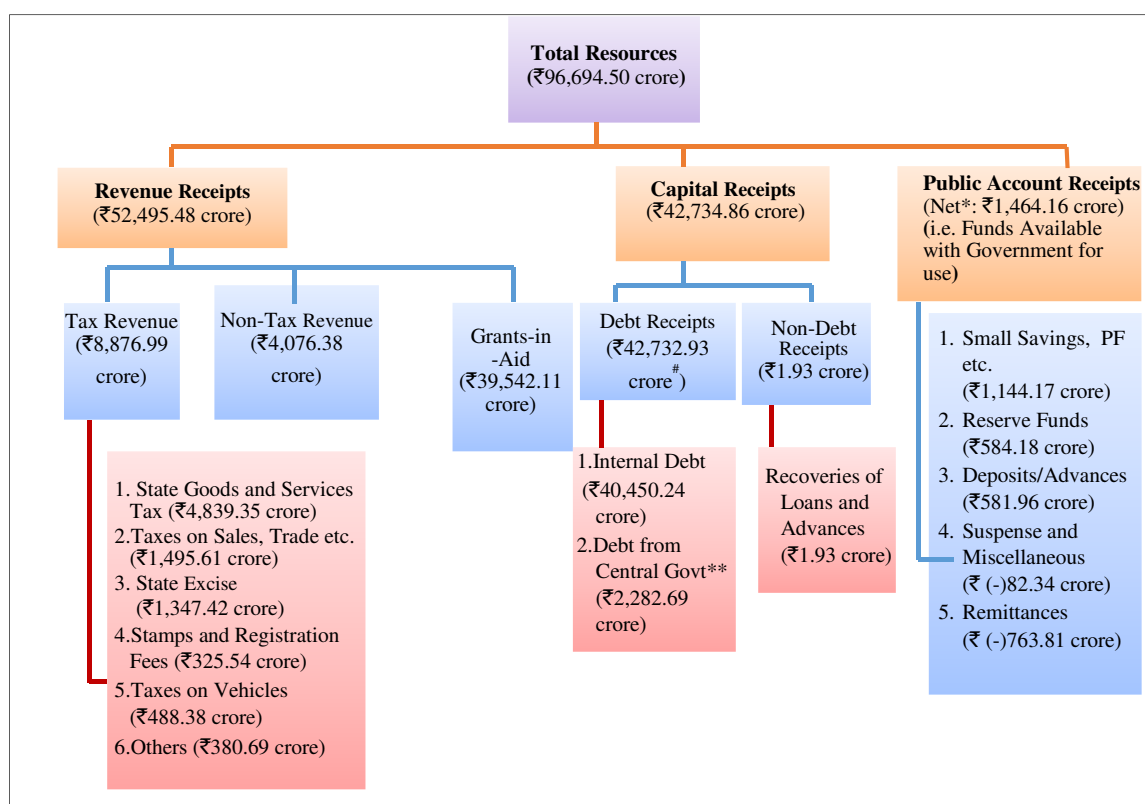 Total Resources
(₹96,694.50 crore)
Revenue Receipts
(₹52,495.48 crore)
Capital Receipts
(₹42,734.86 crore)
Public Account Receipts
(Net*: ₹1,464.16 crore)
(i.e. Funds Available
with Government for
use)
Tax Revenue
(₹8,876.99
crore)
Non-Tax Revenue
(₹4,076.38
crore)
Grants-in
-Aid
(₹39,542.11
crore)
Debt Receipts
(₹42,732.93
crore#)
Non-Debt
Receipts
(₹1.93 crore)
1. State Goods and Services
Tax (₹4,839.35 crore)
2.Taxes on Sales, Trade etc.
(₹1,495.61 crore)
3. State Excise
(₹1,347.42 crore)
4.Stamps and Registration
Fees (₹325.54 crore)
5.Taxes on Vehicles
(₹488.38 crore)
6.Others (₹380.69 crore)
1.Internal Debt
(₹40,450.24
crore)
2.Debt from
Central Govt**
(₹2,282.69
crore)
Recoveries of
Loans and
Advances
(₹1.93 crore)
1. Small Savings, PF
etc.
(₹1,144.17 crore)
2. Reserve Funds
(₹584.18 crore)
3. Deposits/Advances
(₹581.96 crore)
4. Suspense and
Miscellaneous
(₹ (-)82.34 crore)
5. Remittances
(₹ (-)763.81 crore)